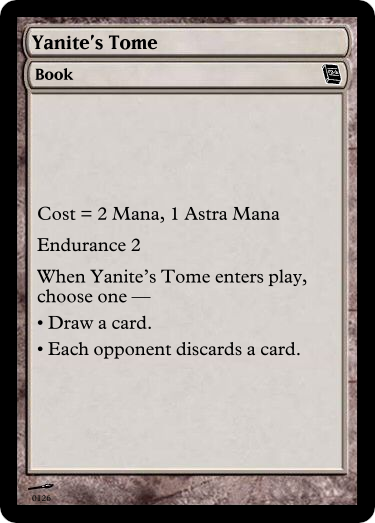 Yanite's Tome
Book
Cost = 2 Mana, 1 Astra Mana
Endurance 2
When Yanite's Tome enters play,
choose one —
• Draw a card.
• Each opponent discards a card.
0126